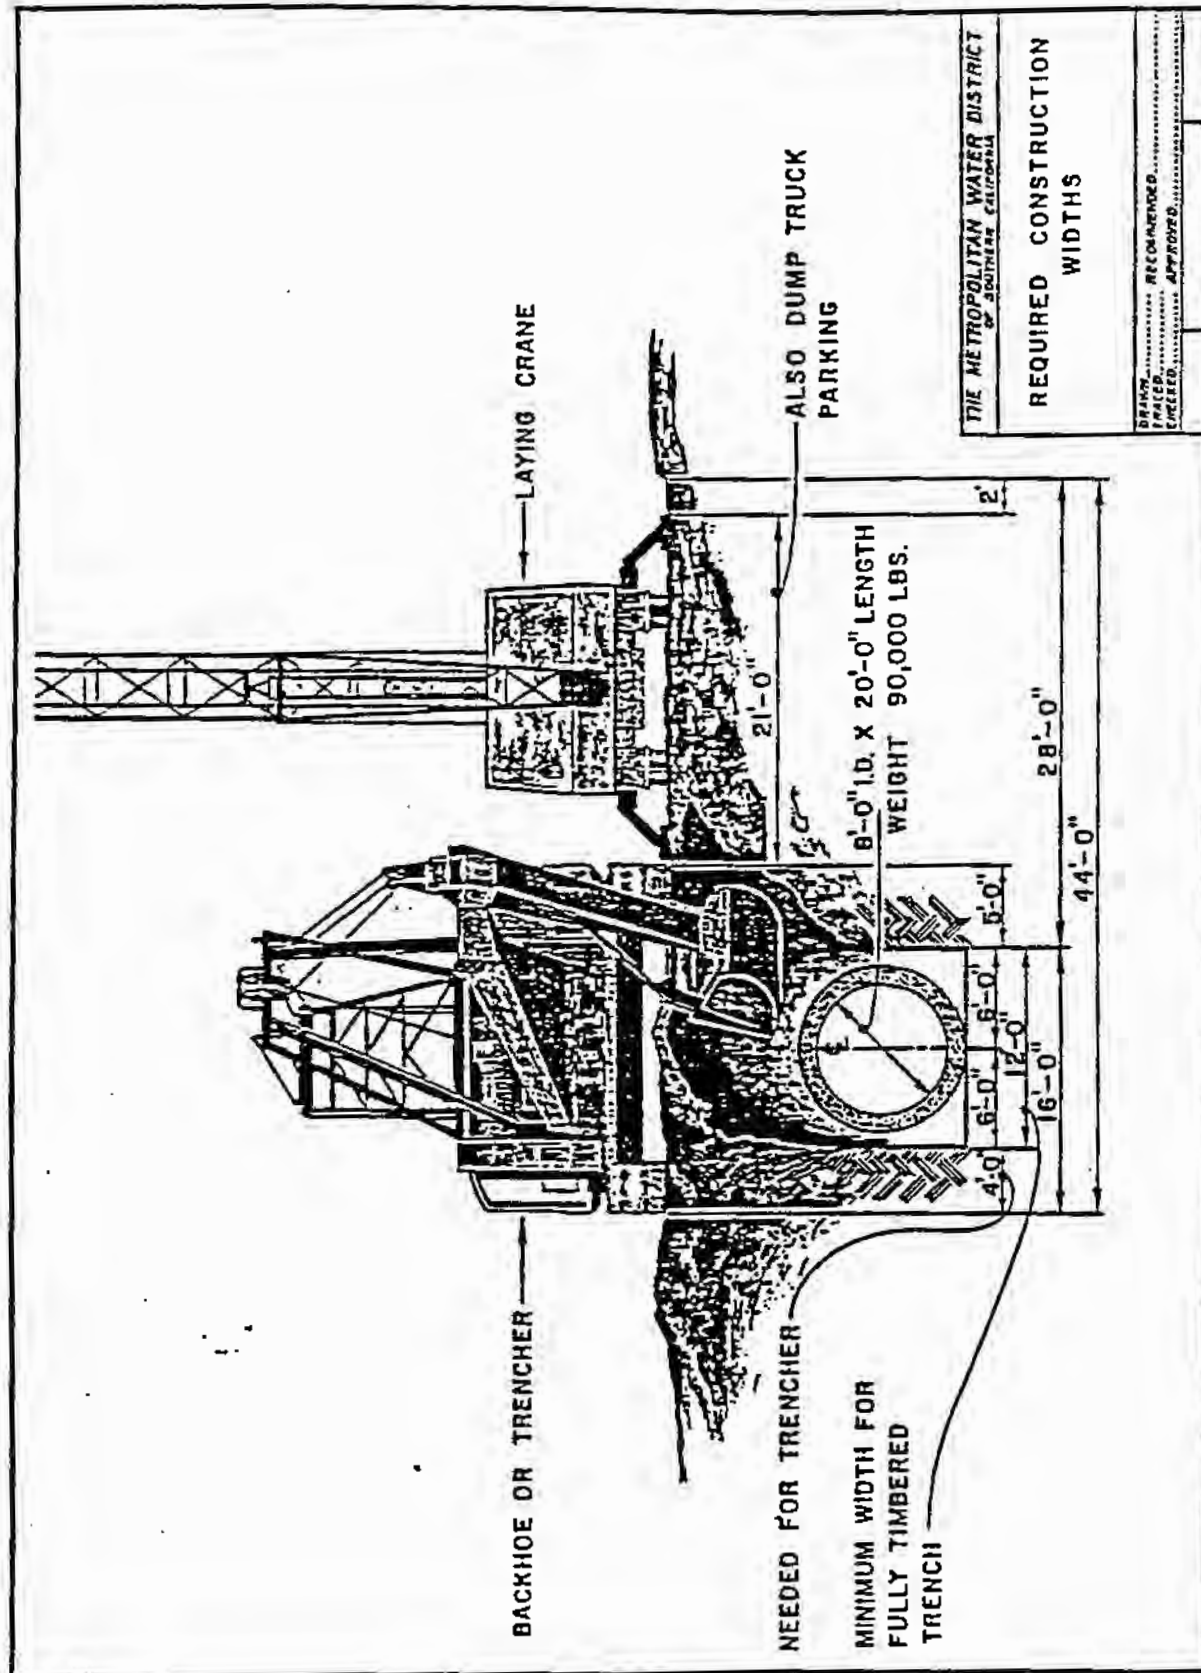 LAYING CRANE
BACKHOE OR TRENCHER
21'-0"
ALSO DUMP TRUCK
PARKING
NEEDED FOR TRENCHER
8'-0" I.D. X 20'-0" LENGTH
WEIGHT 90,000 LBS.
MINIMUM WIDTH FOR
FULLY TIMBERED
TRENCH
℄
4'-0"
6'-0"
6'-0"
5'-0"
2'
12'-0"
16'-0"
28'-0"
44'-0"
THE METROPOLITAN WATER DISTRICT
OF SOUTHERN CALIFORNIA
REQUIRED CONSTRUCTION
WIDTHS
DRAWN RECOMMENDED
TRACED
CHECKED APPROVED